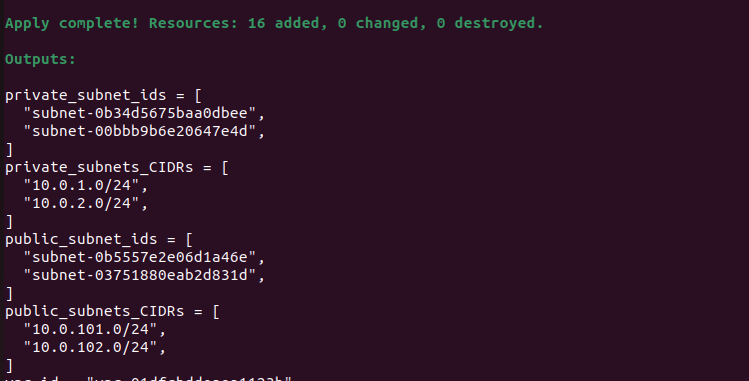 Apply complete! Resources: 16 added, 0 changed, 0 destroyed.
Outputs:
private_subnet_ids = [
  "subnet-0b34d5675baa0dbee",
  "subnet-00bbb9b6e20647e4d",
]
private_subnets_CIDRs = [
  "10.0.1.0/24",
  "10.0.2.0/24",
]
public_subnet_ids = [
  "subnet-0b5557e2e06d1a46e",
  "subnet-03751880eab2d831d",
]
public_subnets_CIDRs = [
  "10.0.101.0/24",
  "10.0.102.0/24",
]